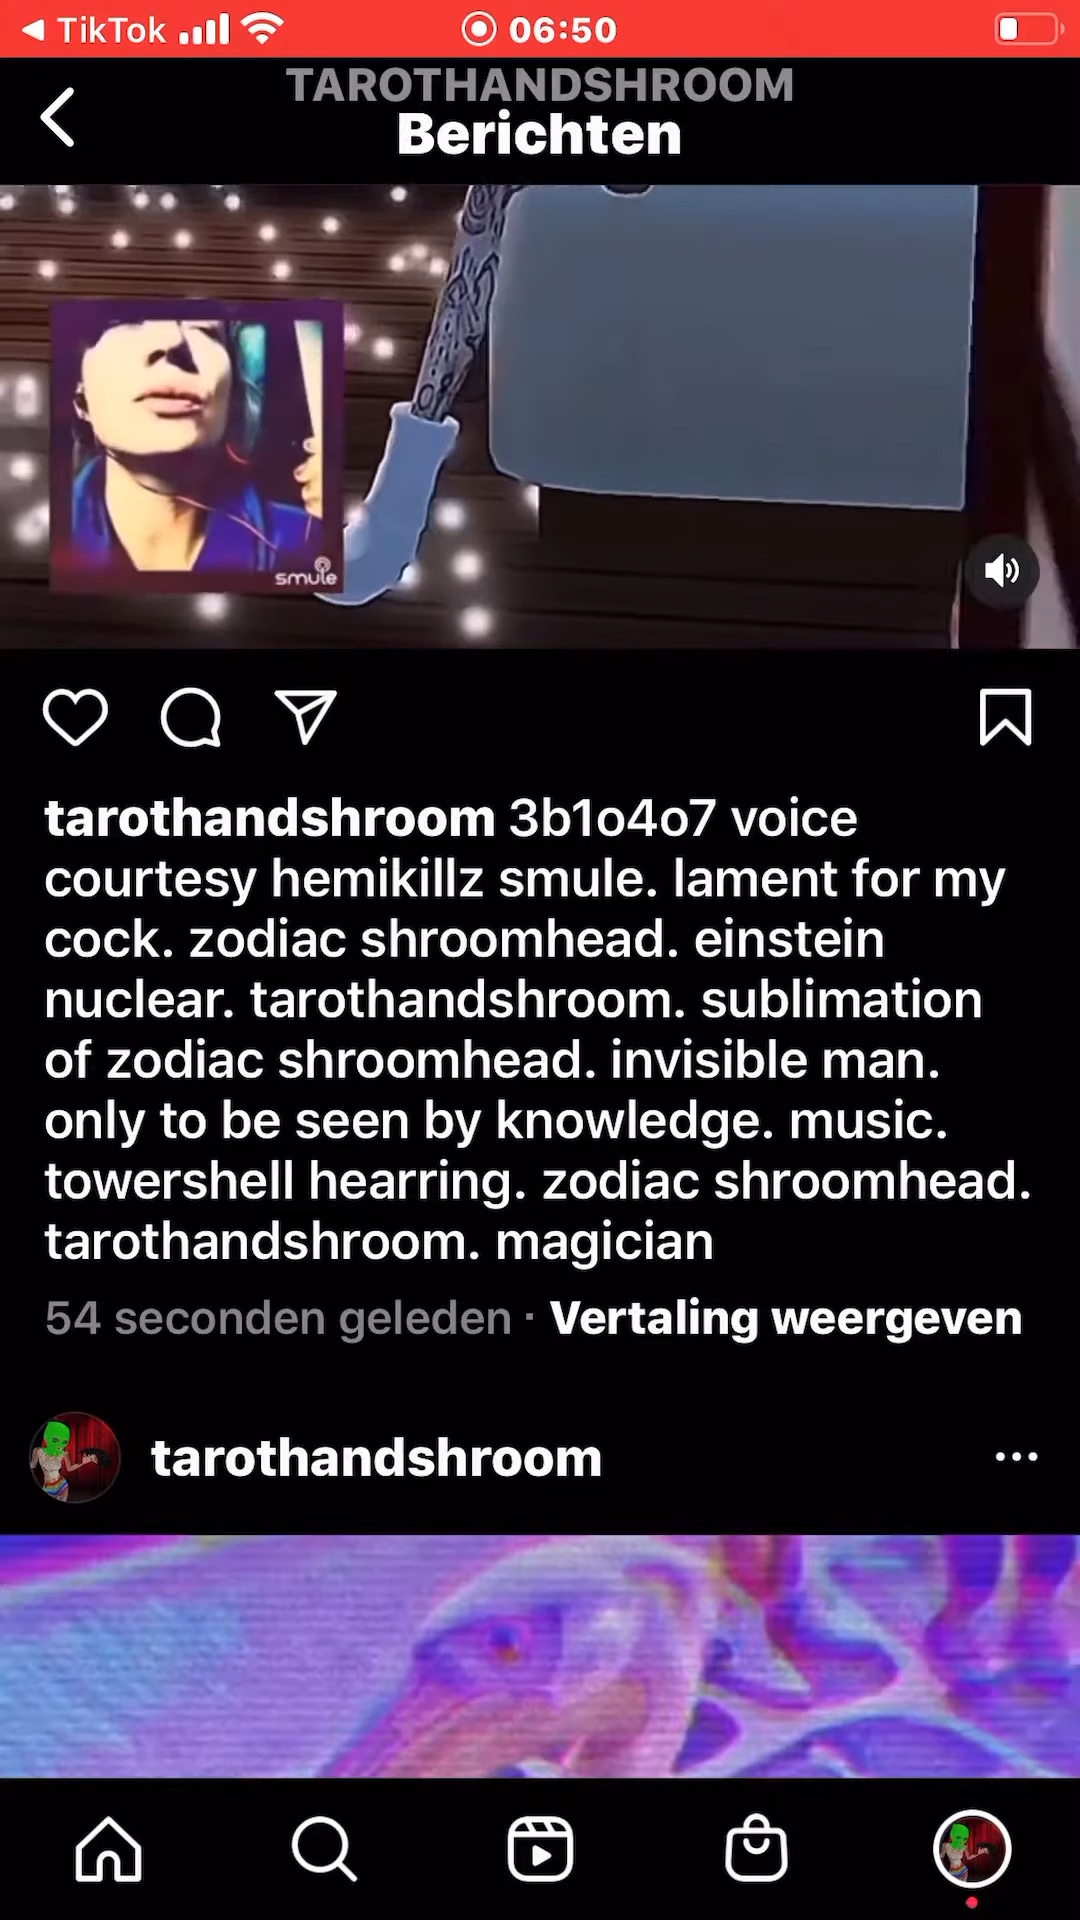 TikTok
06:50
TAROTHANDSHROOM
Berichten
smule
tarothandshroom 3b1o4o7 voice
courtesy hemikillz smule. lament for my
cock. zodiac shroomhead. einstein
nuclear. tarothandshroom. sublimation
of zodiac shroomhead. invisible man.
only to be seen by knowledge. music.
towershell hearring. zodiac shroomhead.
tarothandshroom. magician
54 seconden geleden · Vertaling weergeven
tarothandshroom